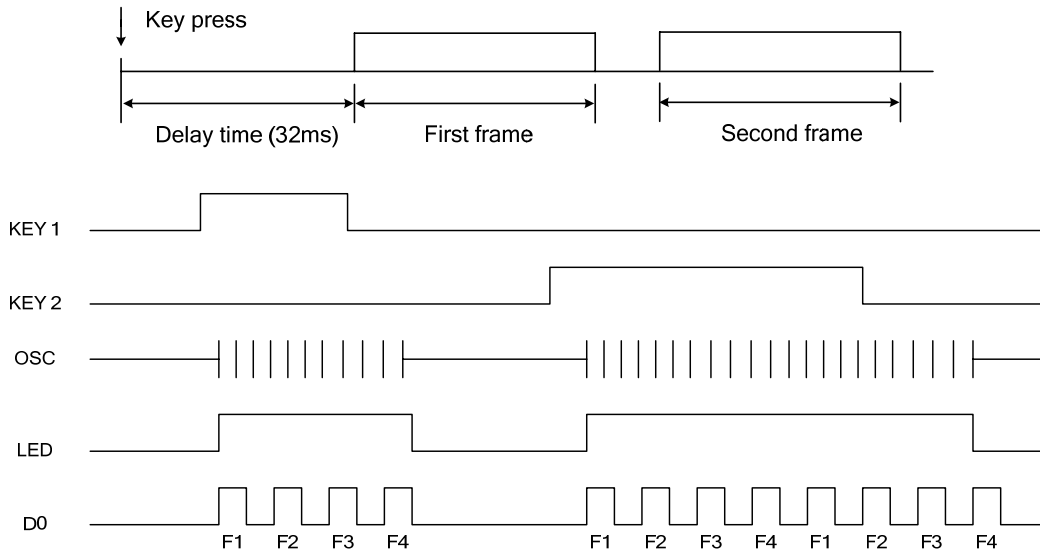 Key press
Delay time (32ms) First frame Second frame
KEY 1
KEY 2
OSC
LED
D0
F1 F2 F3 F4 F1 F2 F3 F4 F1 F2 F3 F4